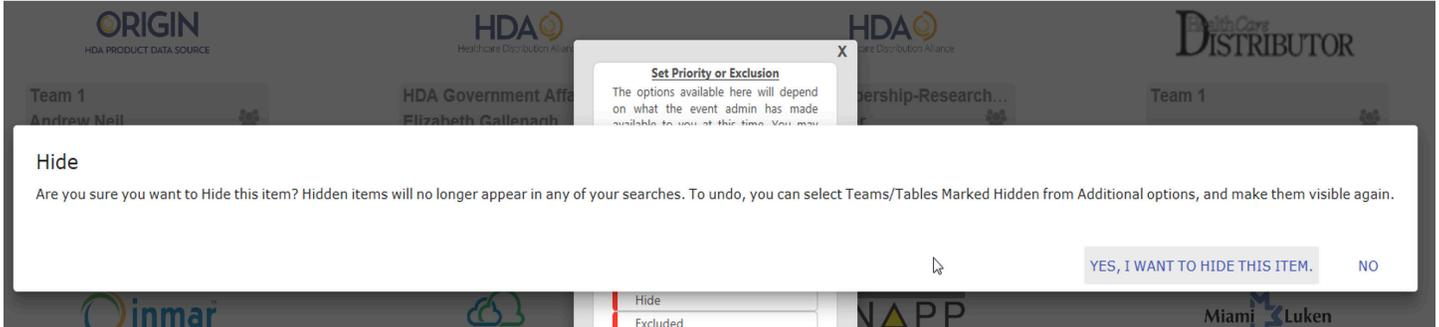 ORIGIN
HDA PRODUCT DATA SOURCE
HDA
Healthcare Distribution Allianc
HDA
care Distribution Alliance
HealthCare
DISTRIBUTOR
X
Set Priority or Exclusion
The options available here will depend
on what the event admin has made
available to you at this time. You may
Team 1
Andrew Neil
HDA Government Affa
Elizabeth Gallenagh
bership-Research...
r
Team 1
Hide
Are you sure you want to Hide this item? Hidden items will no longer appear in any of your searches. To undo, you can select Teams/Tables Marked Hidden from Additional options, and make them visible again.
YES, I WANT TO HIDE THIS ITEM.
NO
inmar
Hide
Excluded
NAPP
Miami Luken